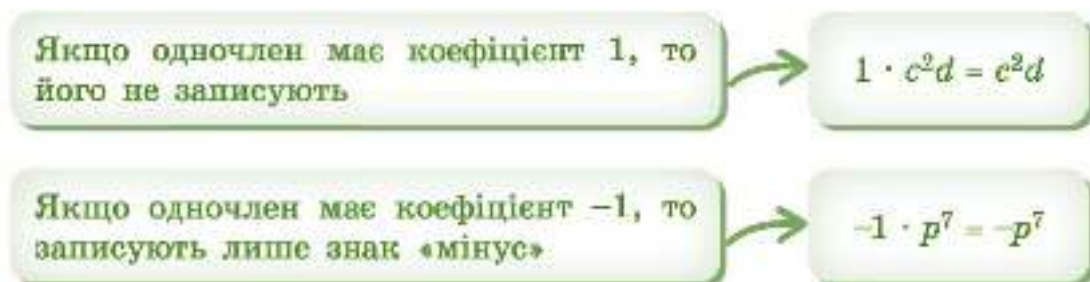 Якщо одночлен має коефіцієнт 1, то
його не записують
1 · c²d = c²d
Якщо одночлен має коефіцієнт –1, то
записують лише знак «мінус»
–1 · p⁷ = –p⁷